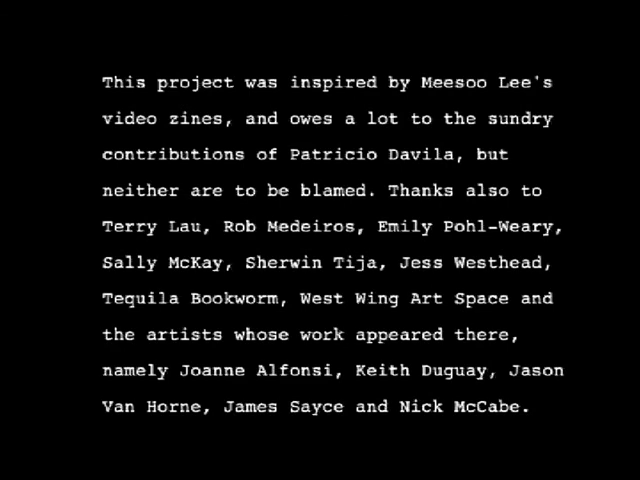 This project was inspired by Meesoo Lee's
video zines, and owes a lot to the sundry
contributions of Patricio Davila, but
neither are to be blamed. Thanks also to
Terry Lau, Rob Medeiros, Emily Pohl-Weary,
Sally McKay, Sherwin Tija, Jess Westhead,
Tequila Bookworm, West Wing Art Space and
the artists whose work appeared there,
namely Joanne Alfonsi, Keith Duguay, Jason
Van Horne, James Sayce and Nick McCabe.